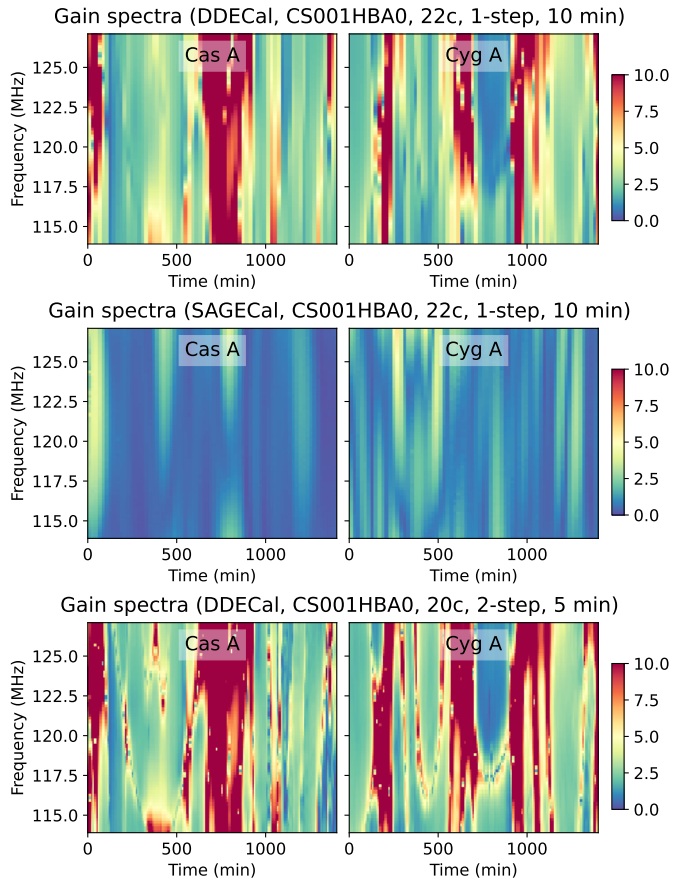 Gain spectra (DDECal, CS001HBA0, 22c, 1-step, 10 min)
Cas A
Cyg A
Frequency (MHz)
125.0
122.5
120.0
117.5
115.0
10.0
7.5
5.0
2.5
0.0
0 500 1000
0 500 1000
Time (min)
Time (min)
Gain spectra (SAGECal, CS001HBA0, 22c, 1-step, 10 min)
Cas A
Cyg A
Frequency (MHz)
125.0
122.5
120.0
117.5
115.0
10.0
7.5
5.0
2.5
0.0
0 500 1000
0 500 1000
Time (min)
Time (min)
Gain spectra (DDECal, CS001HBA0, 20c, 2-step, 5 min)
Cas A
Cyg A
Frequency (MHz)
125.0
122.5
120.0
117.5
115.0
10.0
7.5
5.0
2.5
0.0
0 500 1000
0 500 1000
Time (min)
Time (min)